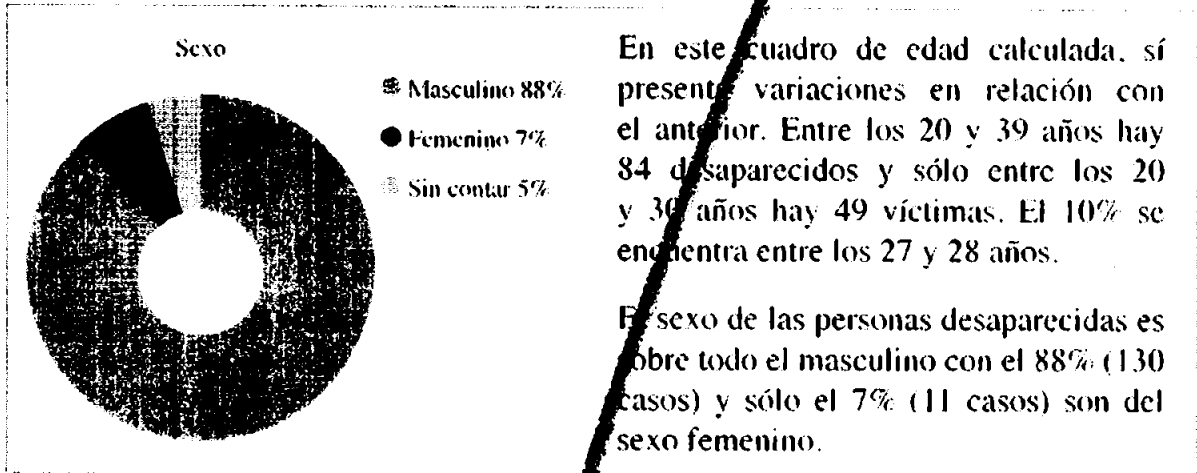 Sexo
Masculino 88%
Femenino 7%
Sin contar 5%
En este cuadro de edad calculada, sí
presenta variaciones en relación con
el anterior. Entre los 20 y 39 años hay
84 desaparecidos y sólo entre los 20
y 30 años hay 49 víctimas. El 10% se
encuentra entre los 27 y 28 años.
El sexo de las personas desaparecidas es
sobre todo el masculino con el 88% (130
casos) y sólo el 7% (11 casos) son del
sexo femenino.